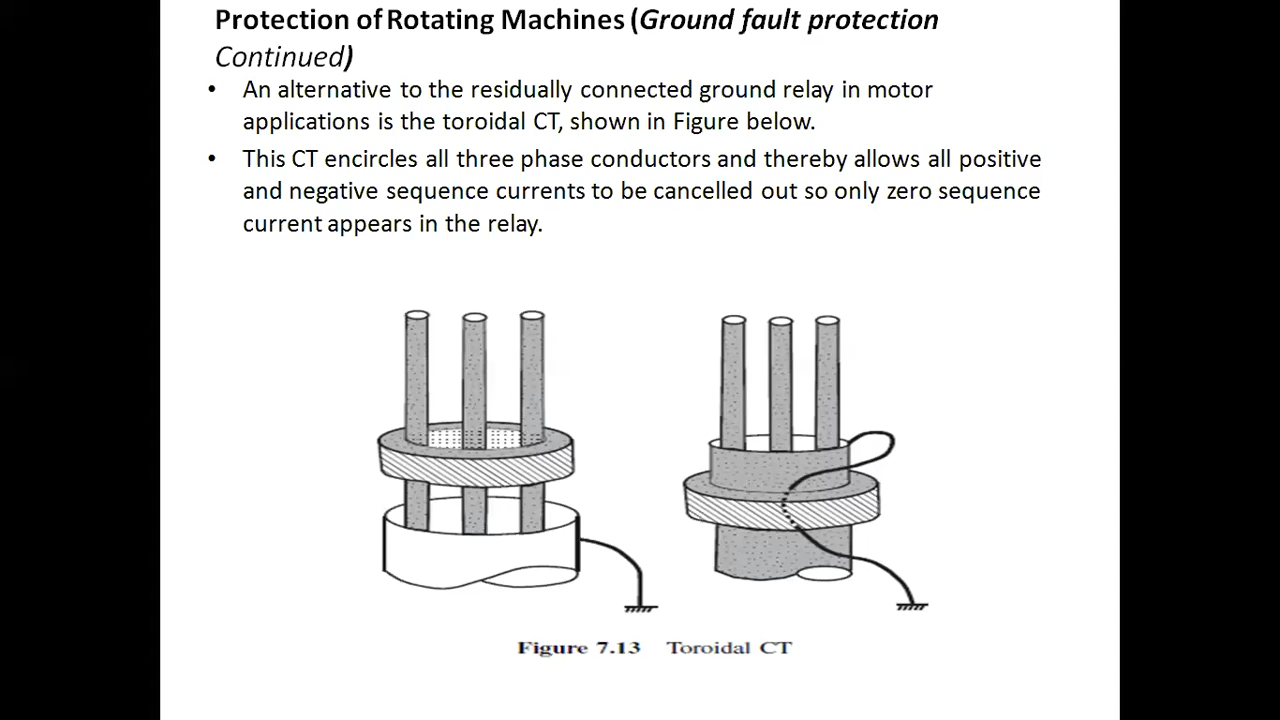 Protection of Rotating Machines (Ground fault protection
Continued)
• An alternative to the residually connected ground relay in motor
applications is the toroidal CT, shown in Figure below.
• This CT encircles all three phase conductors and thereby allows all positive
and negative sequence currents to be cancelled out so only zero sequence
current appears in the relay.
Figure 7.13 Toroidal CT